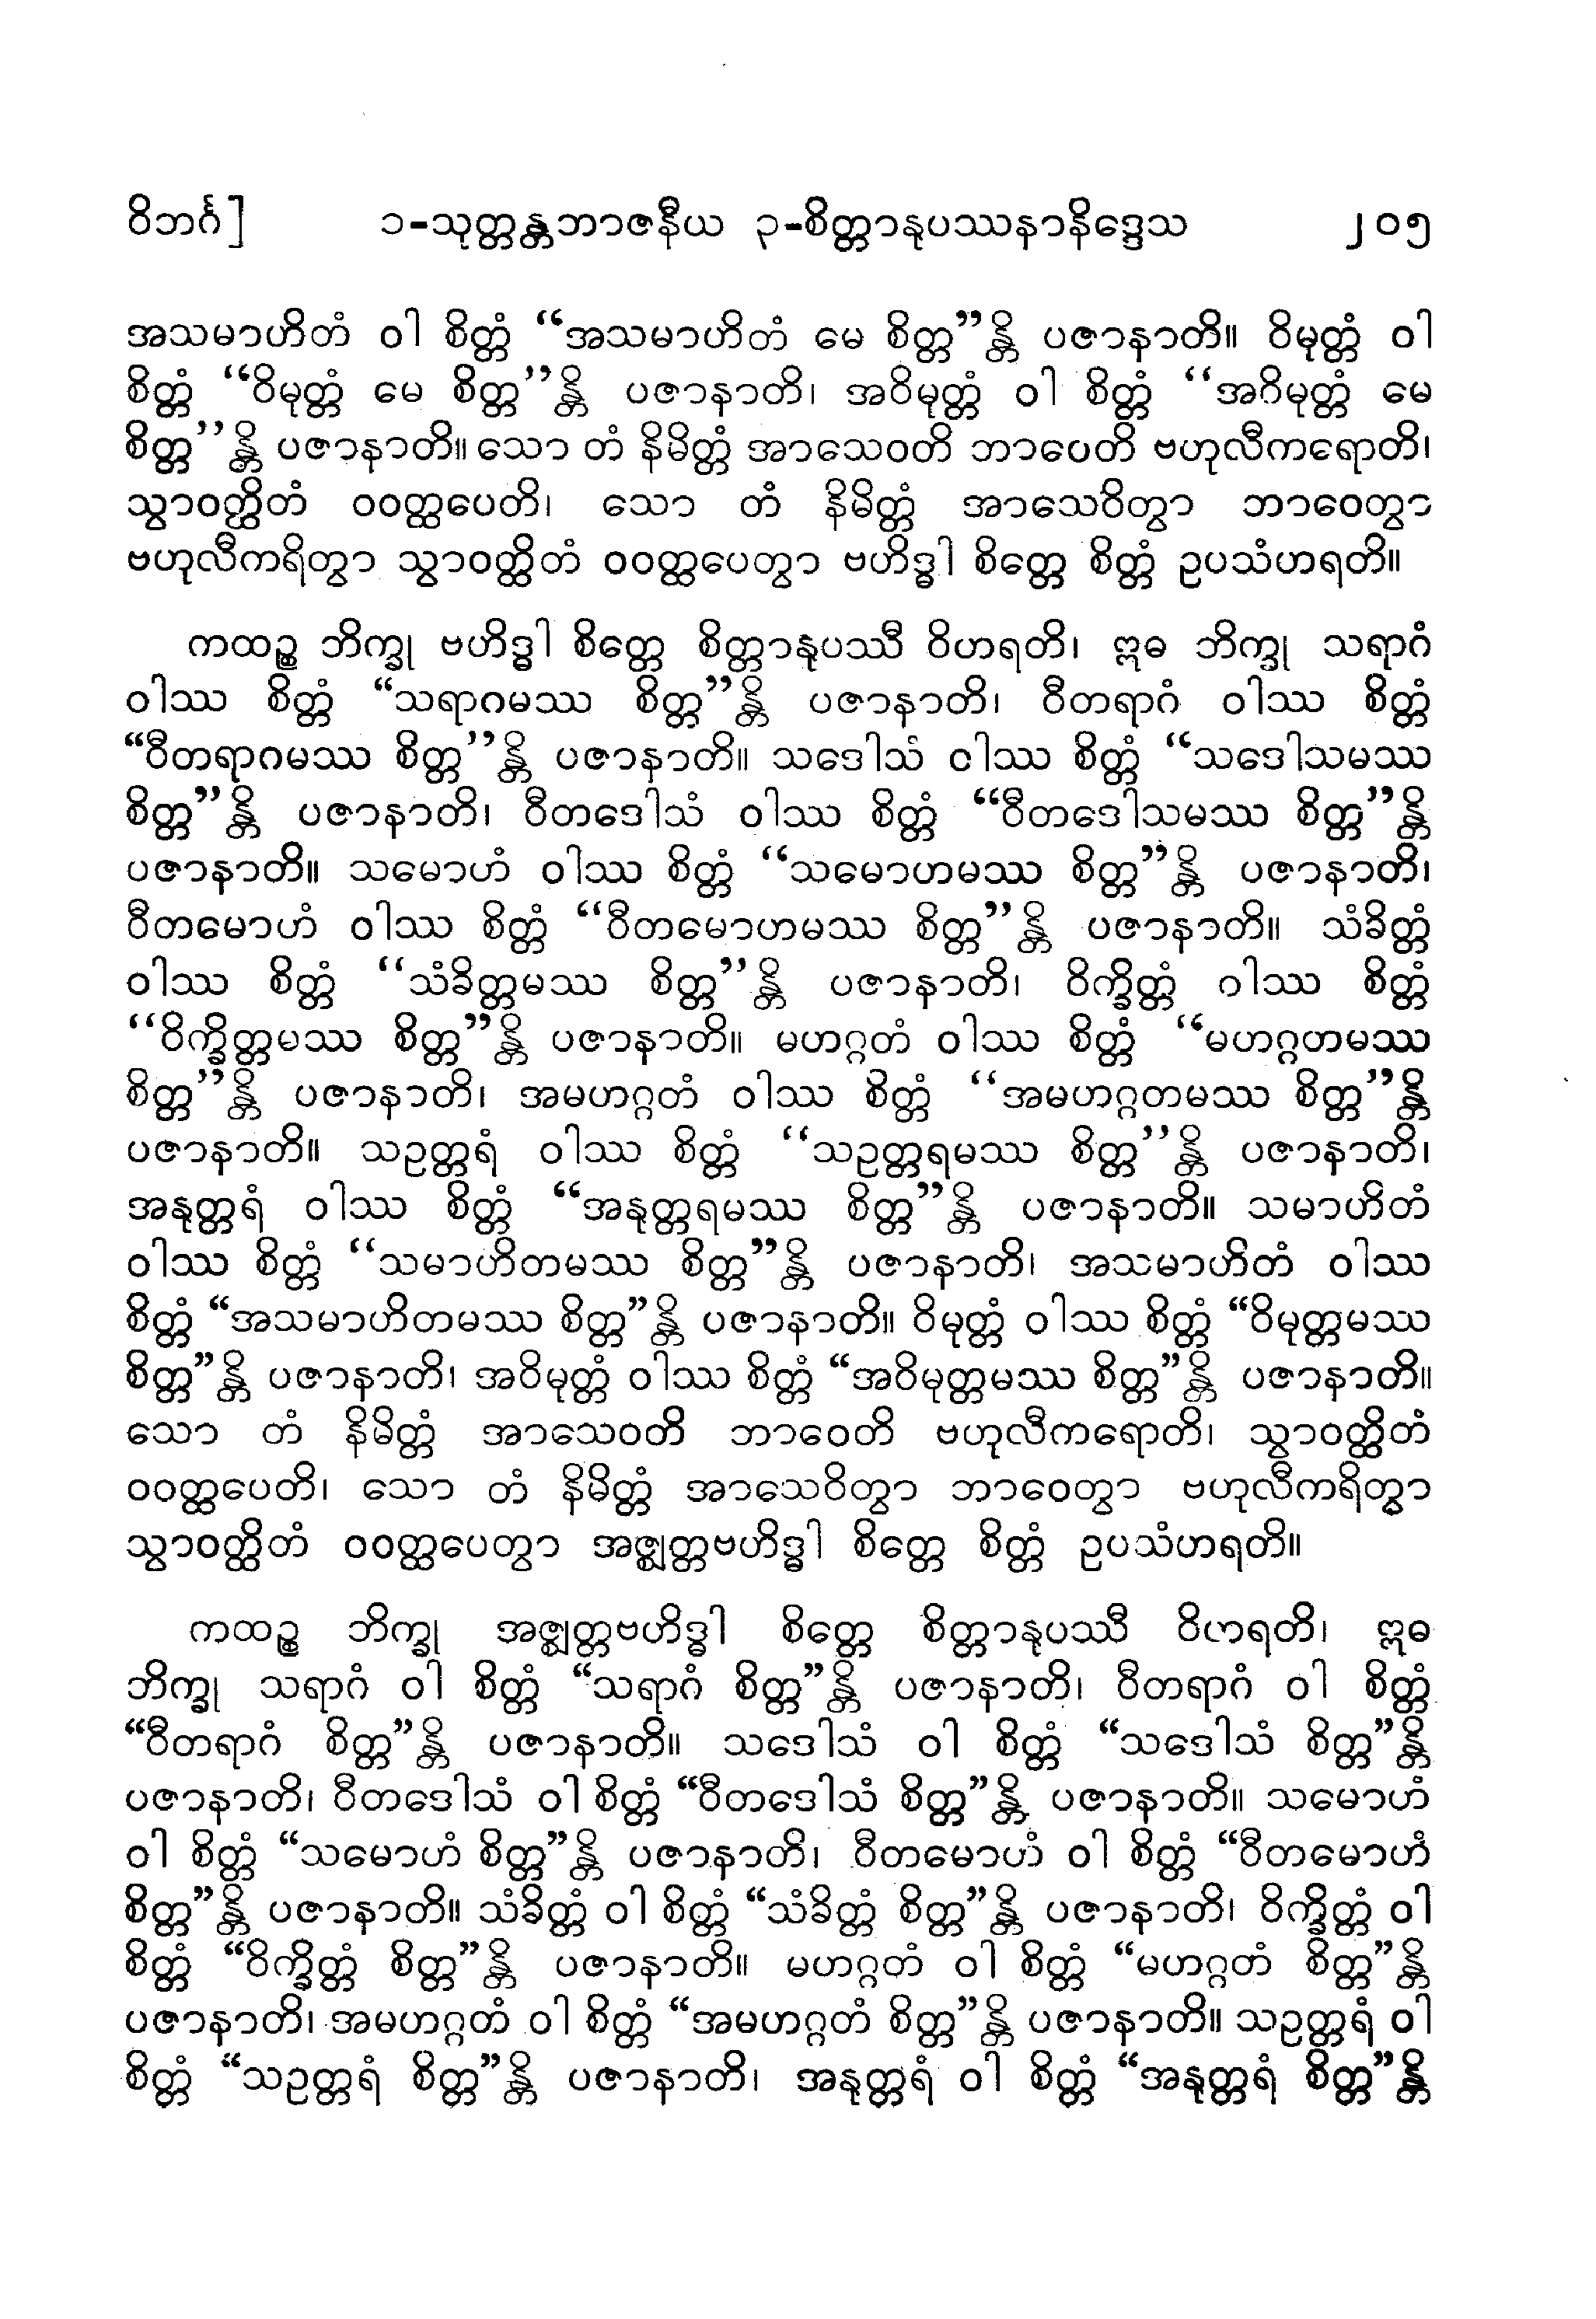 ဝိဘင်္ဂ] ၁-သုတ္တန္တဘာဇနီယ ၃-စိတ္တာနုပဿနာနိဒ္ဒေသ ၂၀၅
အသမာဟိတံ ဝါ စိတ္တံ “အသမာဟိတံ မေ စိတ္တ”န္တိ ပဇာနာတိ။ ဝိမုတ္တံ ဝါ
စိတ္တံ “ဝိမုတ္တံ မေ စိတ္တ”န္တိ ပဇာနာတိ၊ အဝိမုတ္တံ ဝါ စိတ္တံ “အဝိမုတ္တံ မေ
စိတ္တ”န္တိ ပဇာနာတိ။ သော တံ နိမိတ္တံ အာသေဝတိ ဘာဝေတိ ဗဟုလီကရောတိ၊
သွာဝတ္ထိတံ ဝဝတ္ထပေတိ၊ သော တံ နိမိတ္တံ အာသေဝိတွာ ဘာဝေတွာ
ဗဟုလီကရိတွာ သွာဝတ္ထိတံ ဝဝတ္ထပေတွာ ဗဟိဒ္ဓါ စိတ္တေ စိတ္တံ ဥပသံဟရတိ။
ကထဉ္စ ဘိက္ခု ဗဟိဒ္ဓါ စိတ္တေ စိတ္တာနုပဿီ ဝိဟရတိ၊ ဣဓ ဘိက္ခု သရာဂံ
ဝါဿ စိတ္တံ “သရာဂမဿ စိတ္တ”န္တိ ပဇာနာတိ၊ ဝီတရာဂံ ဝါဿ စိတ္တံ
“ဝီတရာဂမဿ စိတ္တ”န္တိ ပဇာနာတိ။ သဒေါသံ ဝါဿ စိတ္တံ “သဒေါသမဿ
စိတ္တ”န္တိ ပဇာနာတိ၊ ဝီတဒေါသံ ဝါဿ စိတ္တံ “ဝီတဒေါသမဿ စိတ္တ”န္တိ
ပဇာနာတိ။ သမောဟံ ဝါဿ စိတ္တံ “သမောဟမဿ စိတ္တ”န္တိ ပဇာနာတိ၊
ဝီတမောဟံ ဝါဿ စိတ္တံ “ဝီတမောဟမဿ စိတ္တ”န္တိ ပဇာနာတိ။ သံခိတ္တံ
ဝါဿ စိတ္တံ “သံခိတ္တမဿ စိတ္တ”န္တိ ပဇာနာတိ၊ ဝိက္ခိတ္တံ ဝါဿ စိတ္တံ
“ဝိက္ခိတ္တမဿ စိတ္တ”န္တိ ပဇာနာတိ။ မဟဂ္ဂတံ ဝါဿ စိတ္တံ “မဟဂ္ဂတမဿ
စိတ္တ”န္တိ ပဇာနာတိ၊ အမဟဂ္ဂတံ ဝါဿ စိတ္တံ “အမဟဂ္ဂတမဿ စိတ္တ”န္တိ
ပဇာနာတိ။ သဥတ္တရံ ဝါဿ စိတ္တံ “သဥတ္တရမဿ စိတ္တ”န္တိ ပဇာနာတိ၊
အနုတ္တရံ ဝါဿ စိတ္တံ “အနုတ္တရမဿ စိတ္တ”န္တိ ပဇာနာတိ။ သမာဟိတံ
ဝါဿ စိတ္တံ “သမာဟိတမဿ စိတ္တ”န္တိ ပဇာနာတိ၊ အသမာဟိတံ ဝါဿ
စိတ္တံ “အသမာဟိတမဿ စိတ္တ”န္တိ ပဇာနာတိ။ ဝိမုတ္တံ ဝါဿ စိတ္တံ “ဝိမုတ္တမဿ
စိတ္တ”န္တိ ပဇာနာတိ၊ အဝိမုတ္တံ ဝါဿ စိတ္တံ “အဝိမုတ္တမဿ စိတ္တ”န္တိ ပဇာနာတိ။
သော တံ နိမိတ္တံ အာသေဝတိ ဘာဝေတိ ဗဟုလီကရောတိ၊ သွာဝတ္ထိတံ
ဝဝတ္ထပေတိ၊ သော တံ နိမိတ္တံ အာသေဝိတွာ ဘာဝေတွာ ဗဟုလီကရိတွာ
သွာဝတ္ထိတံ ဝဝတ္ထပေတွာ အဇ္ဈတ္တဗဟိဒ္ဓါ စိတ္တေ စိတ္တံ ဥပသံဟရတိ။
ကထဉ္စ ဘိက္ခု အဇ္ဈတ္တဗဟိဒ္ဓါ စိတ္တေ စိတ္တာနုပဿီ ဝိဟရတိ၊ ဣဓ
ဘိက္ခု သရာဂံ ဝါ စိတ္တံ “သရာဂံ စိတ္တ”န္တိ ပဇာနာတိ၊ ဝီတရာဂံ ဝါ စိတ္တံ
“ဝီတရာဂံ စိတ္တ”န္တိ ပဇာနာတိ။ သဒေါသံ ဝါ စိတ္တံ “သဒေါသံ စိတ္တ”န္တိ
ပဇာနာတိ၊ ဝီတဒေါသံ ဝါ စိတ္တံ “ဝီတဒေါသံ စိတ္တ”န္တိ ပဇာနာတိ။ သမောဟံ
ဝါ စိတ္တံ “သမောဟံ စိတ္တ”န္တိ ပဇာနာတိ၊ ဝီတမောဟံ ဝါ စိတ္တံ “ဝီတမောဟံ
စိတ္တ”န္တိ ပဇာနာတိ။ သံခိတ္တံ ဝါ စိတ္တံ “သံခိတ္တံ စိတ္တ”န္တိ ပဇာနာတိ၊ ဝိက္ခိတ္တံ ဝါ
စိတ္တံ “ဝိက္ခိတ္တံ စိတ္တ”န္တိ ပဇာနာတိ။ မဟဂ္ဂတံ ဝါ စိတ္တံ “မဟဂ္ဂတံ စိတ္တ”န္တိ
ပဇာနာတိ၊ အမဟဂ္ဂတံ ဝါ စိတ္တံ “အမဟဂ္ဂတံ စိတ္တ”န္တိ ပဇာနာတိ။ သဥတ္တရံ ဝါ
စိတ္တံ “သဥတ္တရံ စိတ္တ”န္တိ ပဇာနာတိ၊ အနုတ္တရံ ဝါ စိတ္တံ “အနုတ္တရံ စိတ္တ”န္တိ